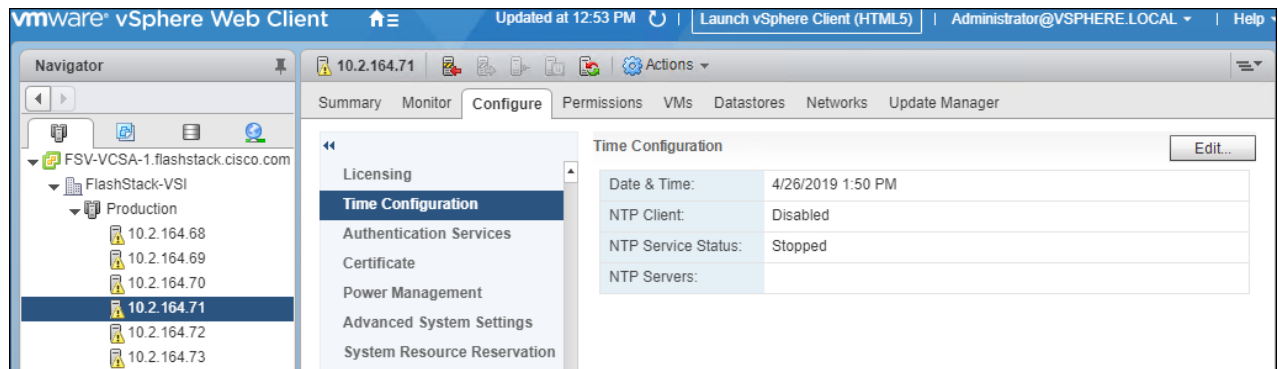 vmware® vSphere Web Client Updated at 12:53 PM | Launch vSphere Client (HTML5) | Administrator@VSPHERE.LOCAL | Help
Navigator
10.2.164.71 Actions
Summary Monitor Configure Permissions VMs Datastores Networks Update Manager
FSV-VCSA-1.flashstack.cisco.com
FlashStack-VSI
Production
10.2.164.68
10.2.164.69
10.2.164.70
10.2.164.71
10.2.164.72
10.2.164.73
Licensing
Time Configuration
Authentication Services
Certificate
Power Management
Advanced System Settings
System Resource Reservation
Time Configuration Edit...
Date & Time: 4/26/2019 1:50 PM
NTP Client: Disabled
NTP Service Status: Stopped
NTP Servers: